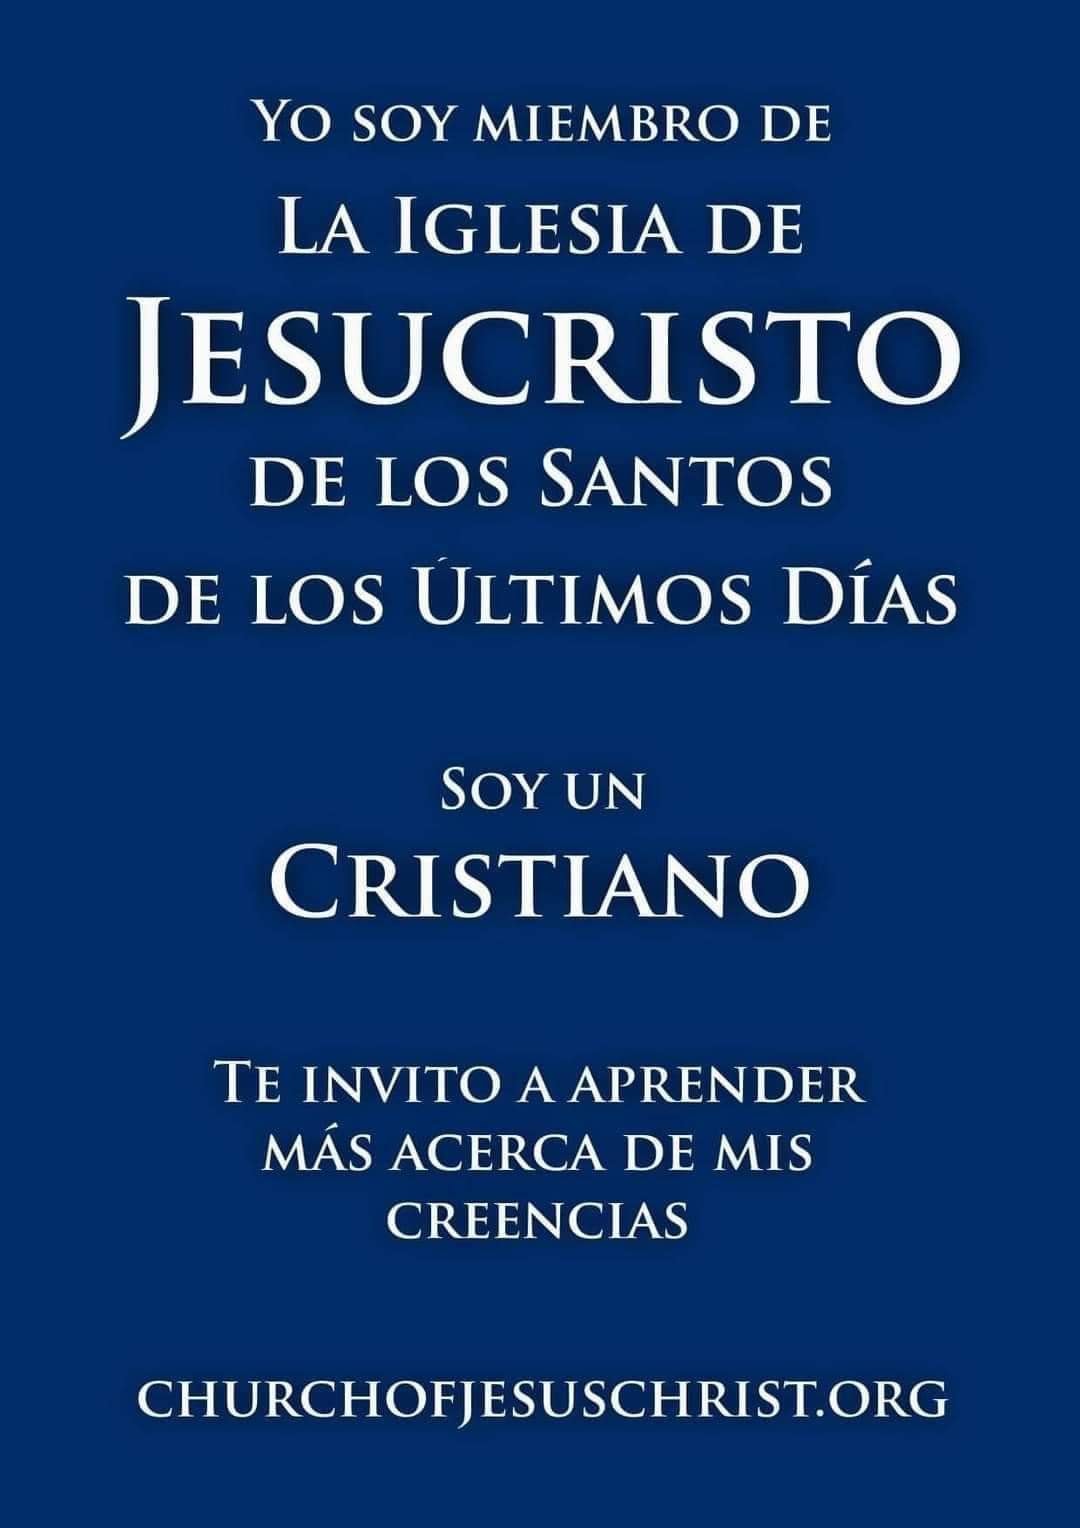 Yo soy miembro de
La Iglesia de
Jesucristo
de los Santos
de los Últimos Días
Soy un
Cristiano
Te invito a aprender
más acerca de mis
creencias
churchofjesuschrist.org